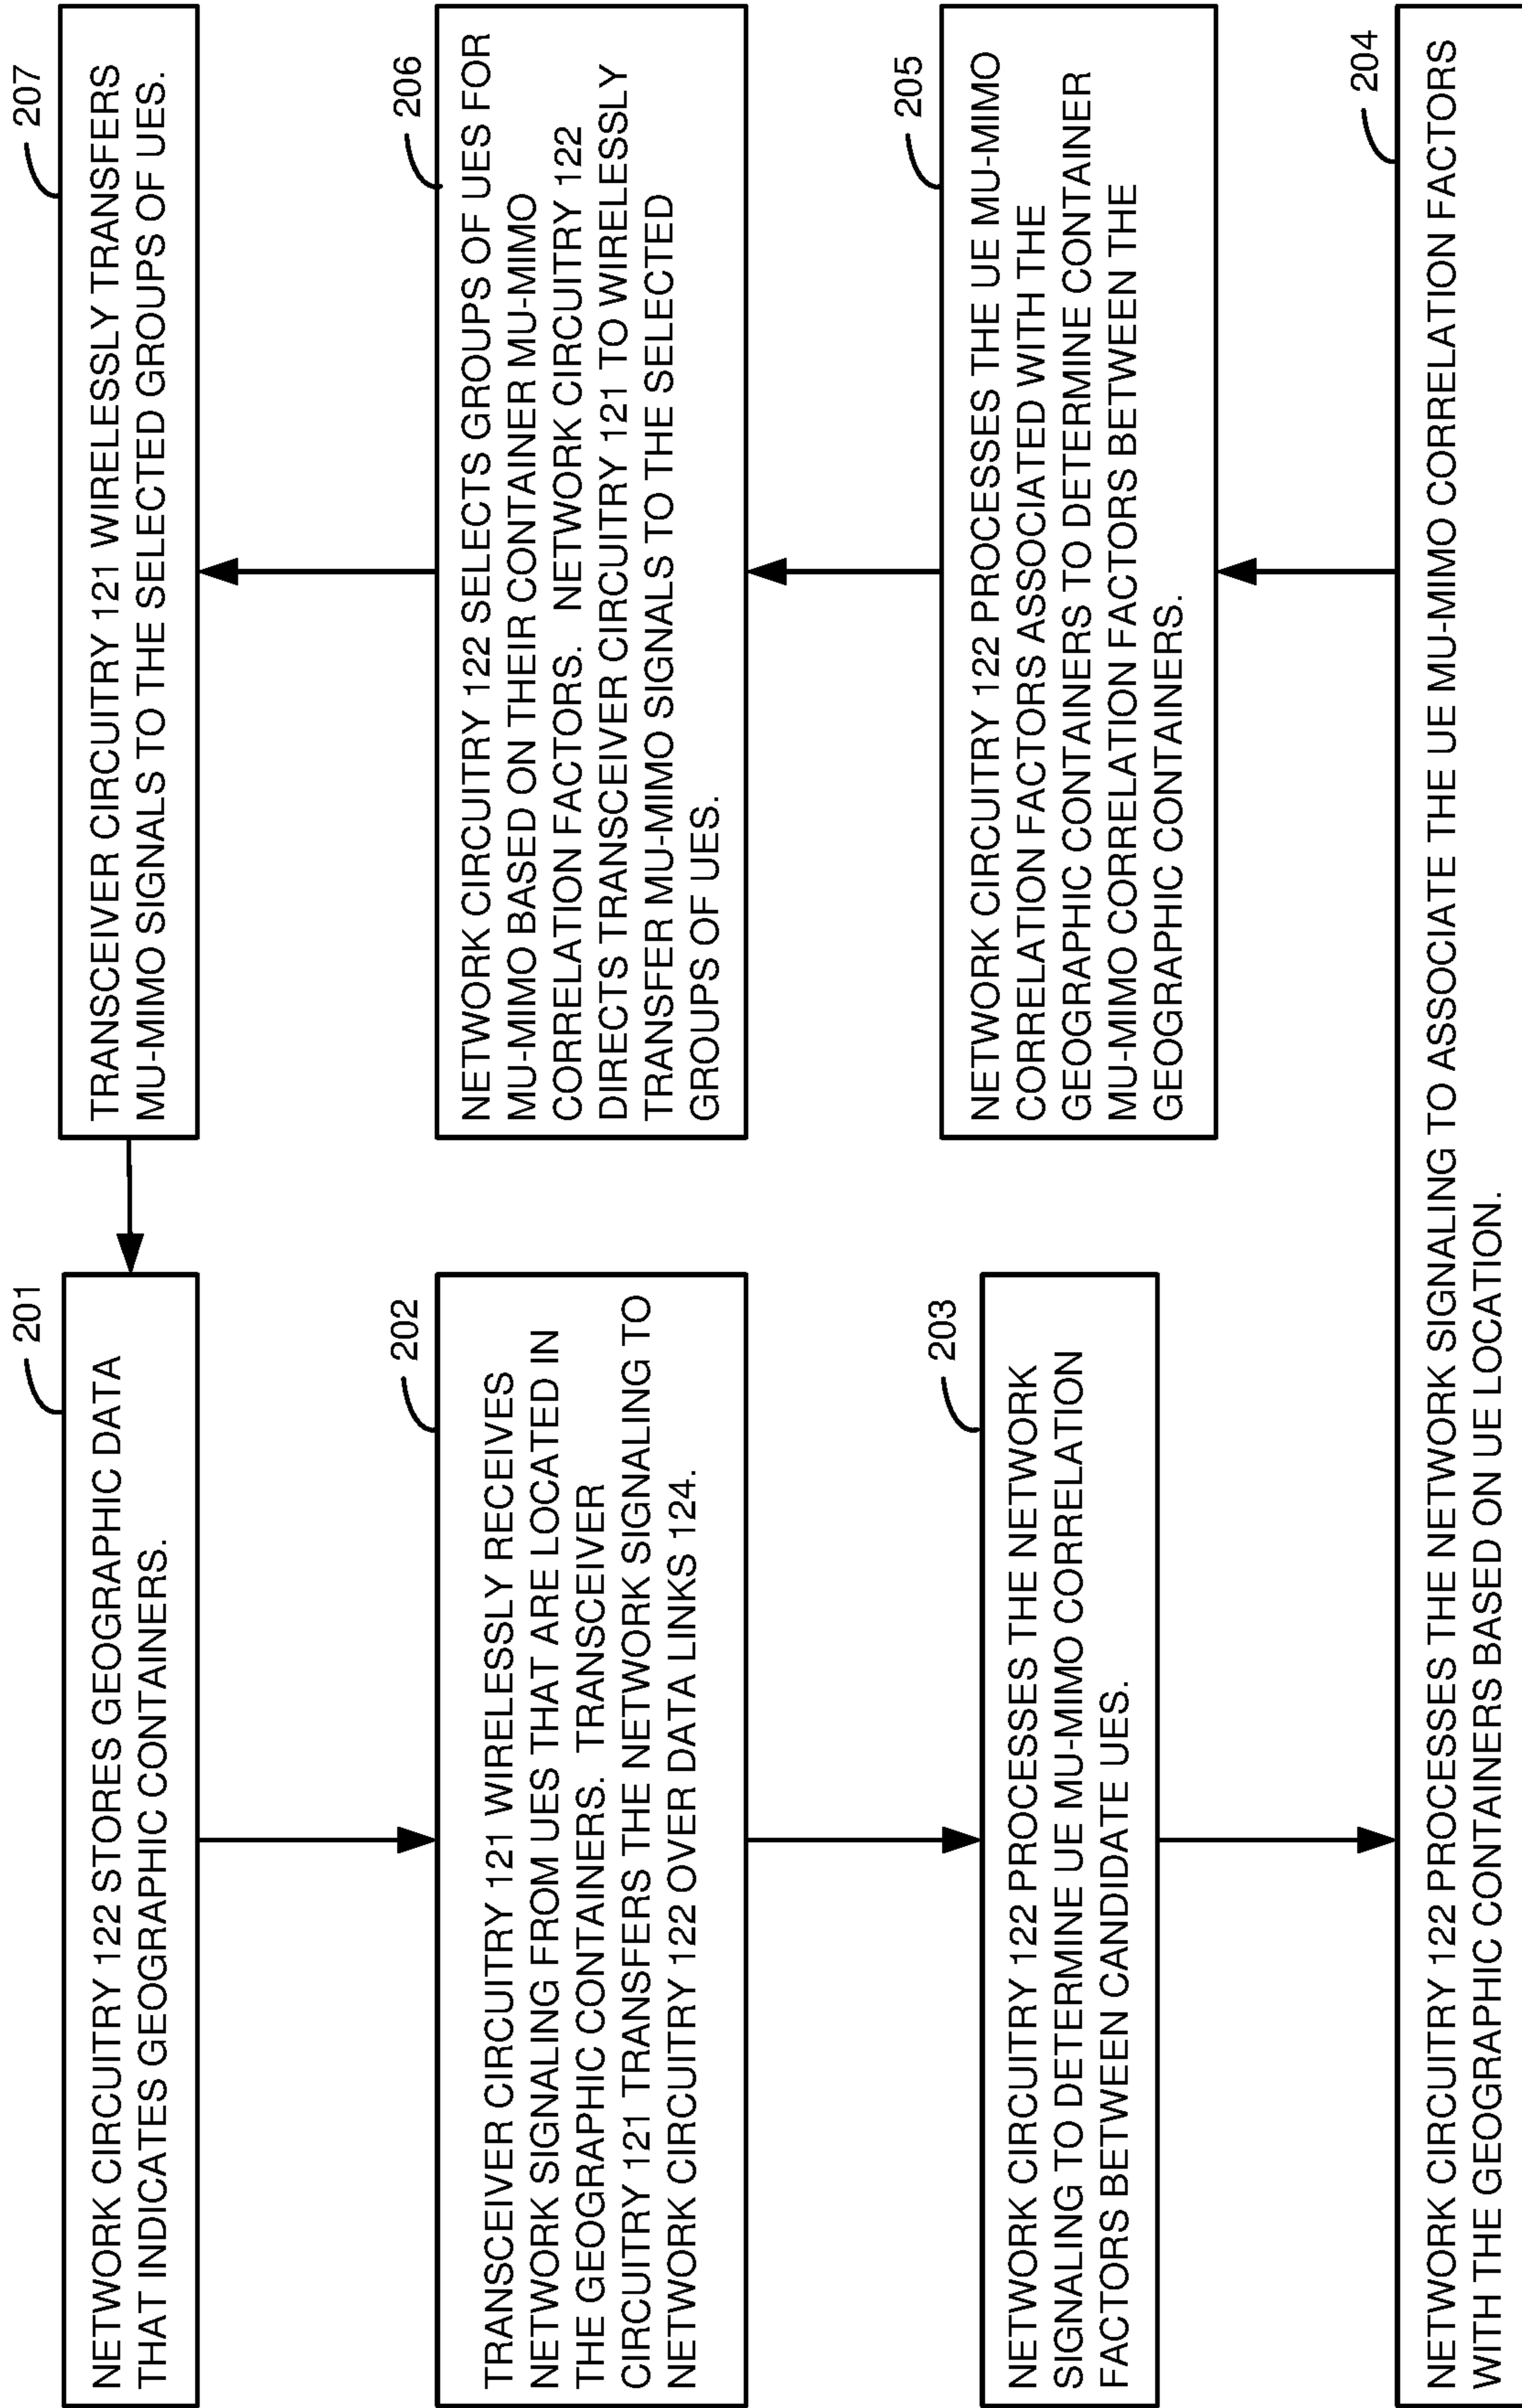 201
NETWORK CIRCUITRY 122 STORES GEOGRAPHIC DATA
THAT INDICATES GEOGRAPHIC CONTAINERS.
202
TRANSCEIVER CIRCUITRY 121 WIRELESSLY RECEIVES
NETWORK SIGNALING FROM UES THAT ARE LOCATED IN
THE GEOGRAPHIC CONTAINERS. TRANSCEIVER
CIRCUITRY 121 TRANSFERS THE NETWORK SIGNALING TO
NETWORK CIRCUITRY 122 OVER DATA LINKS 124.
203
NETWORK CIRCUITRY 122 PROCESSES THE NETWORK
SIGNALING TO DETERMINE UE MU-MIMO CORRELATION
FACTORS BETWEEN CANDIDATE UES.
204
NETWORK CIRCUITRY 122 PROCESSES THE NETWORK SIGNALING TO ASSOCIATE THE UE MU-MIMO CORRELATION FACTORS
WITH THE GEOGRAPHIC CONTAINERS BASED ON UE LOCATION.
205
NETWORK CIRCUITRY 122 PROCESSES THE UE MU-MIMO
CORRELATION FACTORS ASSOCIATED WITH THE
GEOGRAPHIC CONTAINERS TO DETERMINE CONTAINER
MU-MIMO CORRELATION FACTORS BETWEEN THE
GEOGRAPHIC CONTAINERS.
206
NETWORK CIRCUITRY 122 SELECTS GROUPS OF UES FOR
MU-MIMO BASED ON THEIR CONTAINER MU-MIMO
CORRELATION FACTORS. NETWORK CIRCUITRY 122
DIRECTS TRANSCEIVER CIRCUITRY 121 TO WIRELESSLY
TRANSFER MU-MIMO SIGNALS TO THE SELECTED
GROUPS OF UES.
207
TRANSCEIVER CIRCUITRY 121 WIRELESSLY TRANSFERS
MU-MIMO SIGNALS TO THE SELECTED GROUPS OF UES.